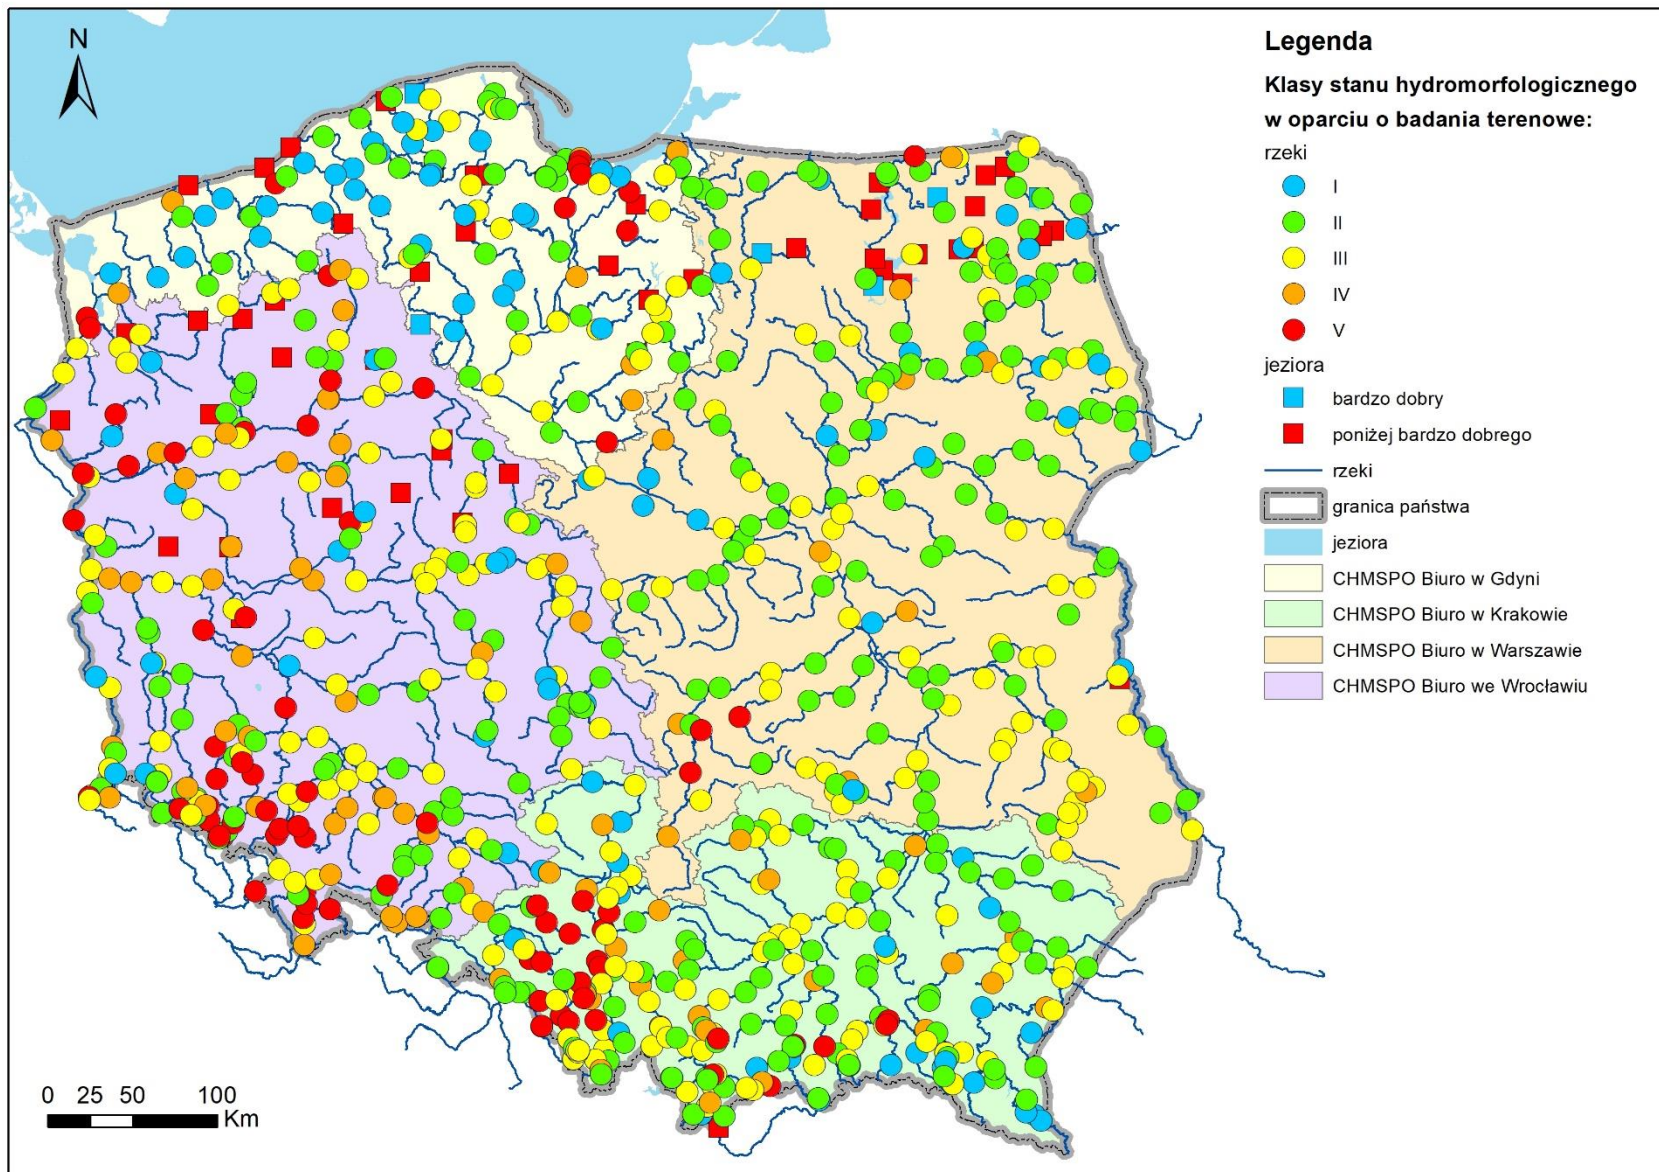 N
Legenda
Klasy stanu hydromorfologicznego
w oparciu o badania terenowe:
rzeki
I
II
III
IV
V
jeziora
bardzo dobry
poniżej bardzo dobrego
rzeki
granica państwa
jeziora
CHMSPO Biuro w Gdyni
CHMSPO Biuro w Krakowie
CHMSPO Biuro w Warszawie
CHMSPO Biuro we Wrocławiu
0 25 50 100
Km